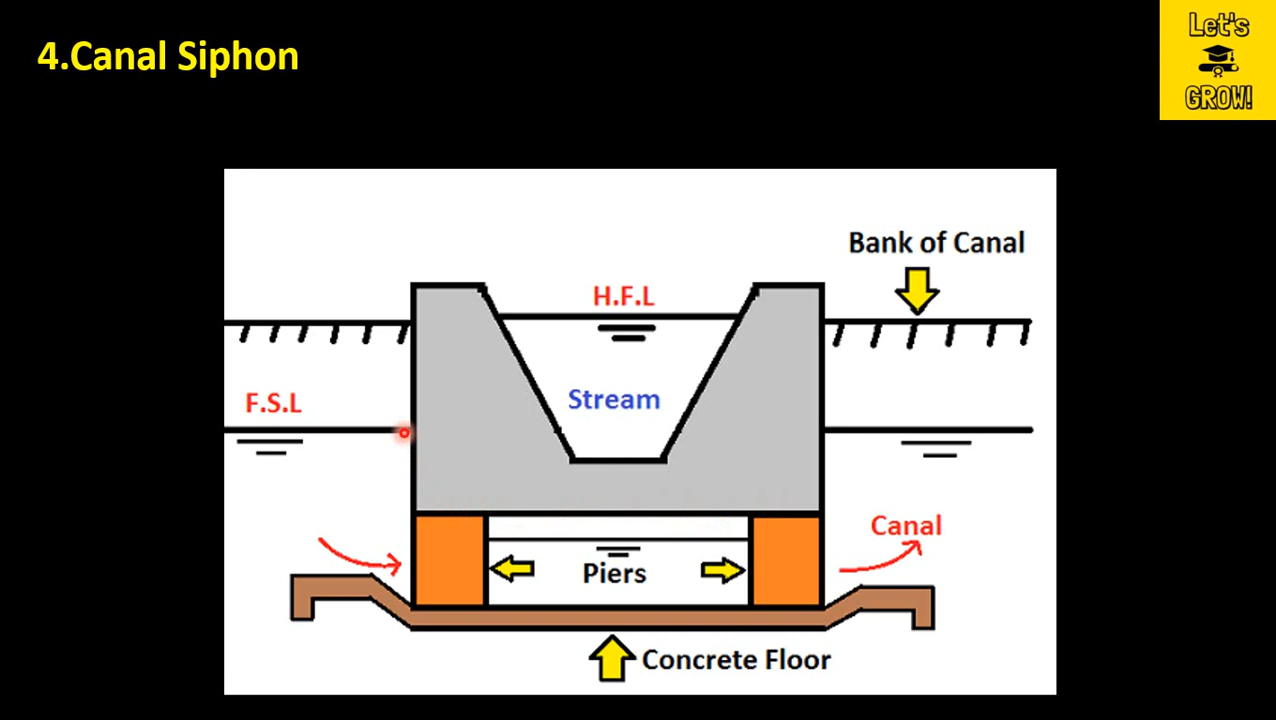 4.Canal Siphon
Let's
GROW!
Bank of Canal
H.F.L
Stream
F.S.L
Canal
Piers
Concrete Floor